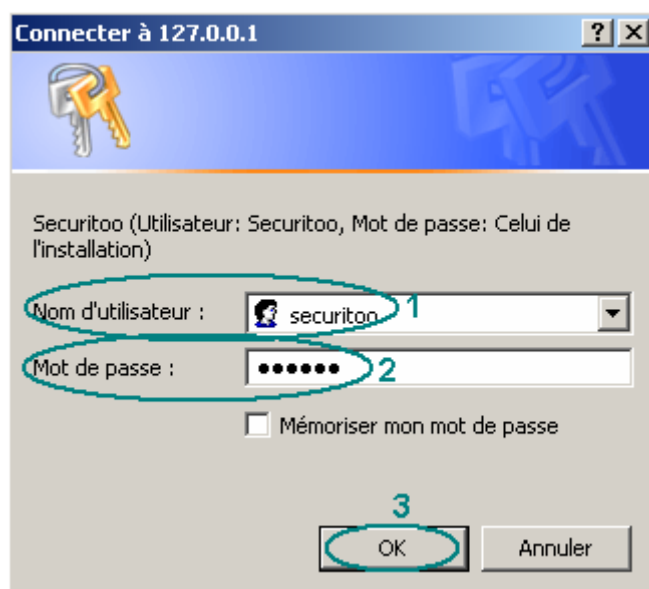 Connecter à 127.0.0.1
Securitoo (Utilisateur: Securitoo, Mot de passe: Celui de
l'installation)
Nom d'utilisateur : securitoo 1
Mot de passe : •••••• 2
Mémoriser mon mot de passe
3
OK Annuler